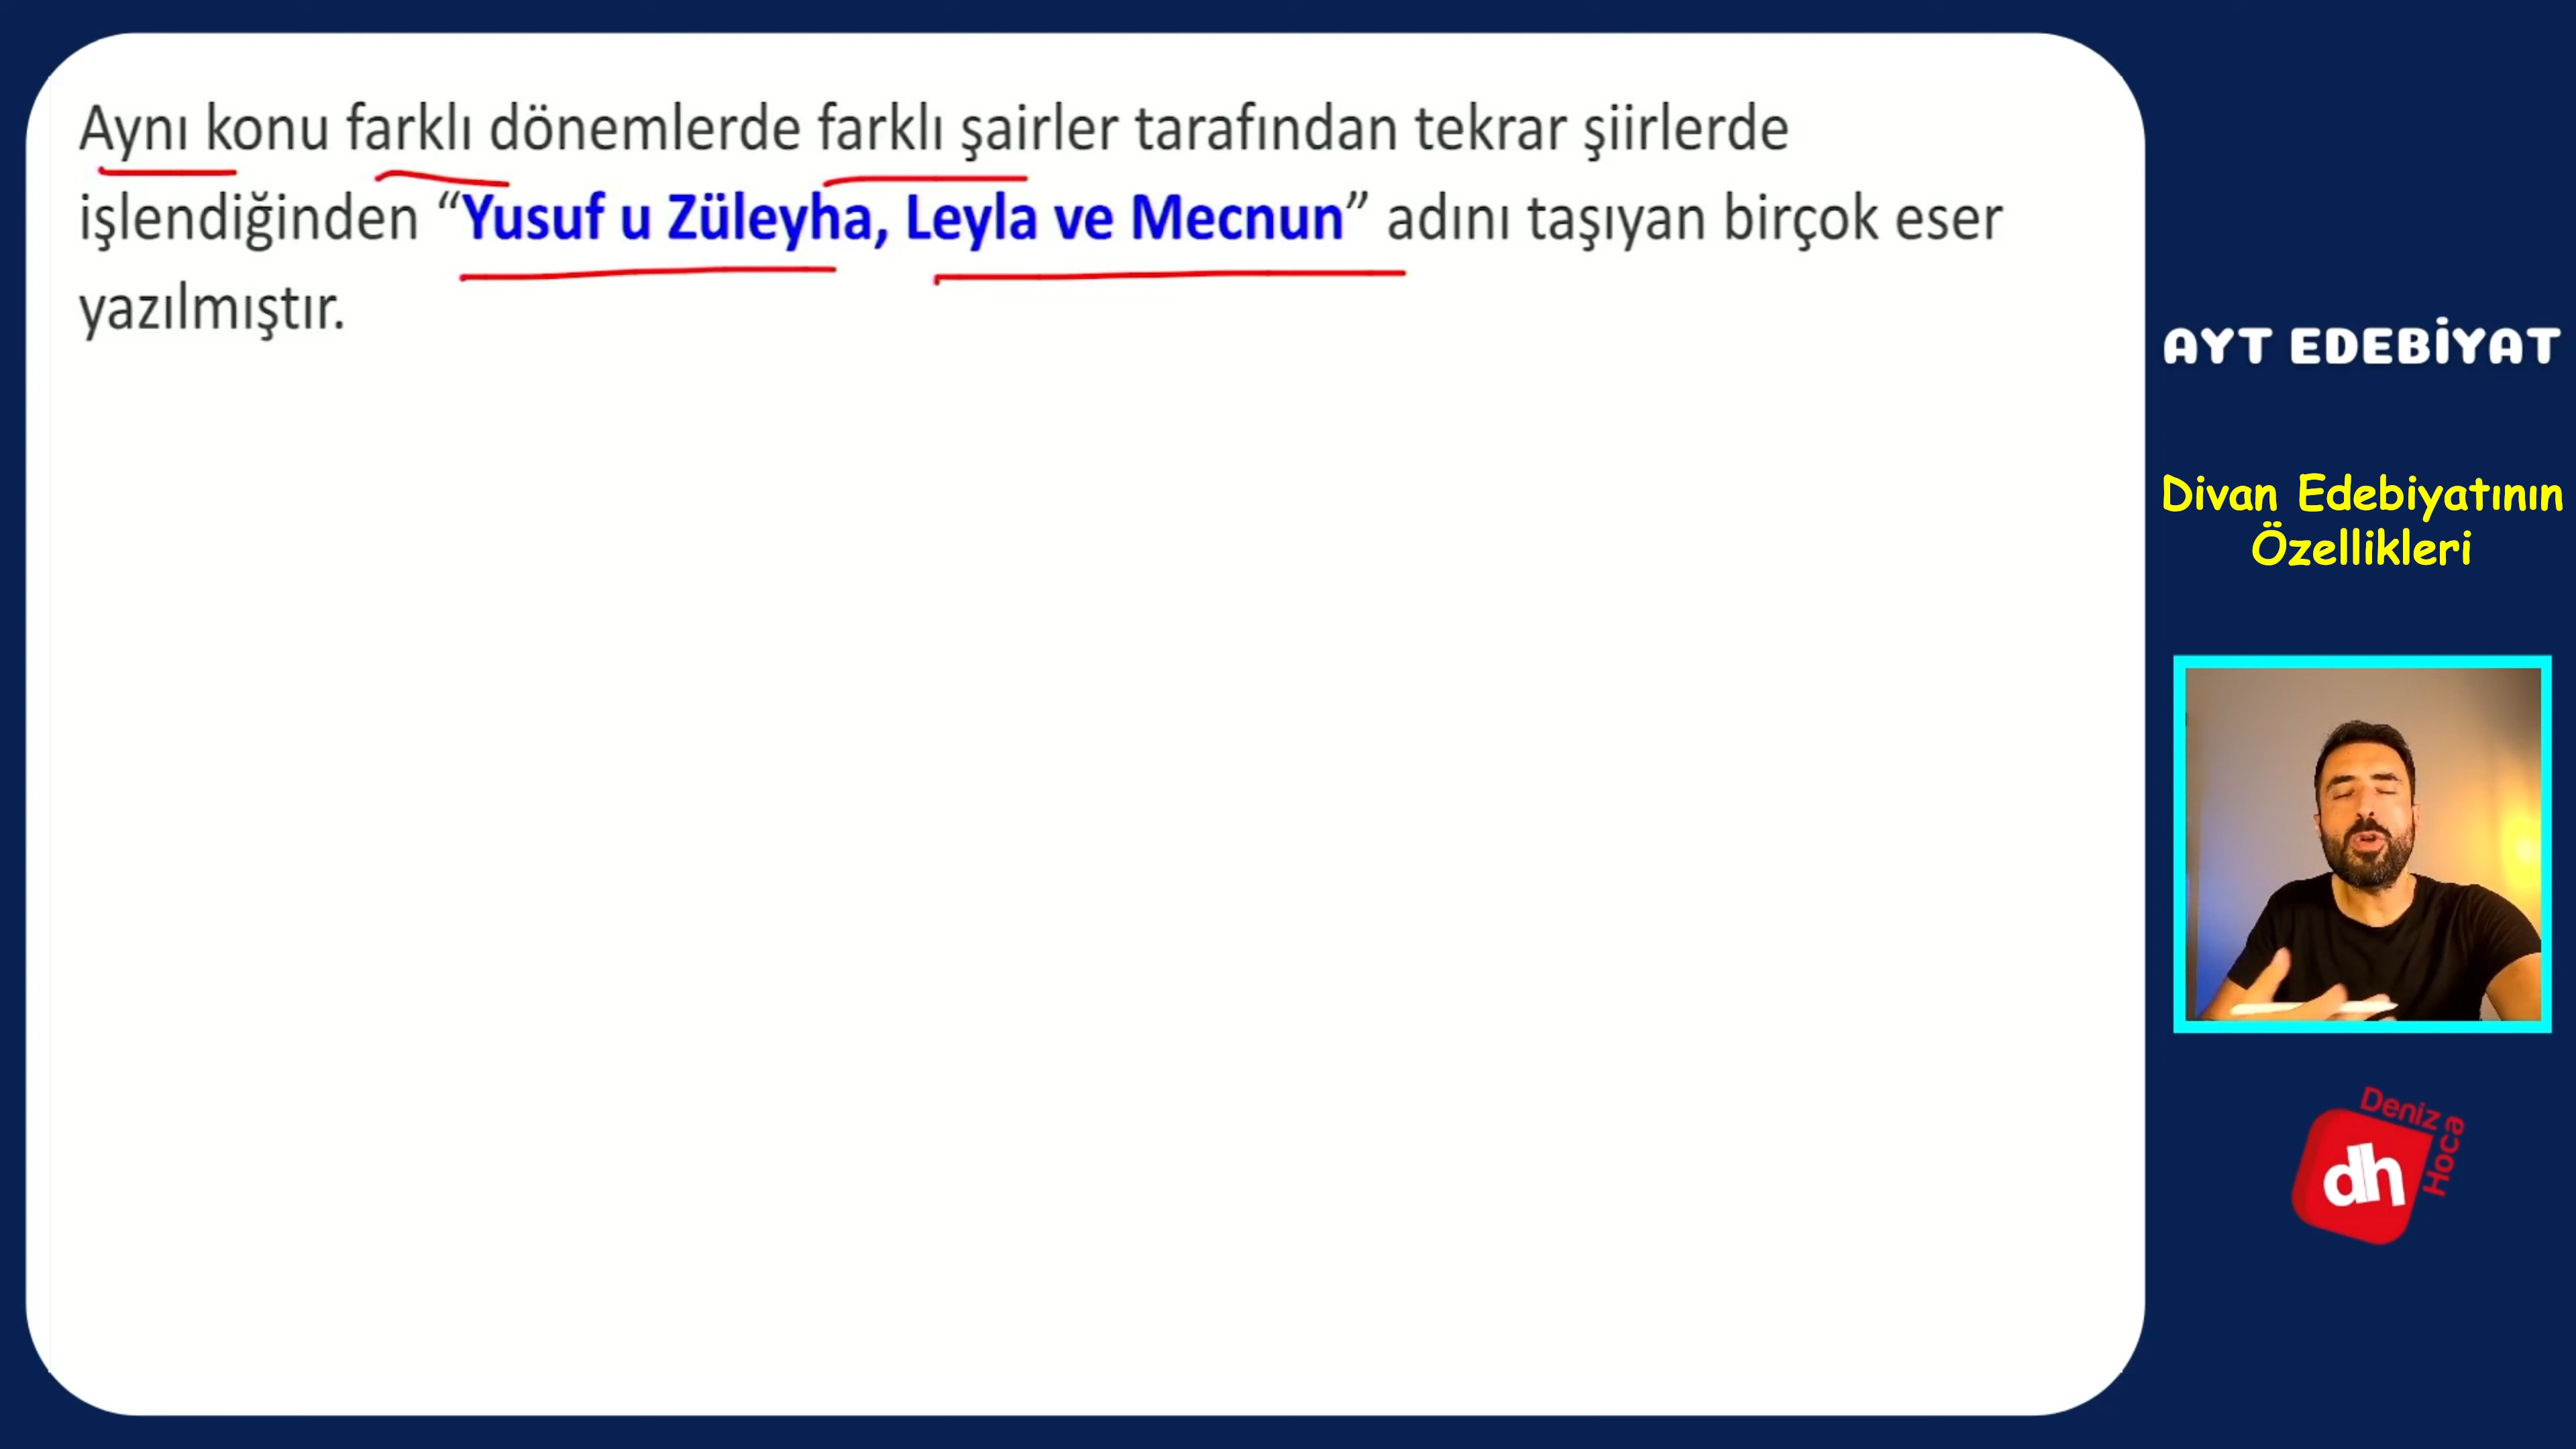 Aynı konu farklı dönemlerde farklı şairler tarafından tekrar şiirlerde
işlendiğinden “Yusuf u Züleyha, Leyla ve Mecnun” adını taşıyan birçok eser
yazılmıştır.
AYT EDEBİYAT
Divan Edebiyatının
Özellikleri
Deniz
Hoca
dh